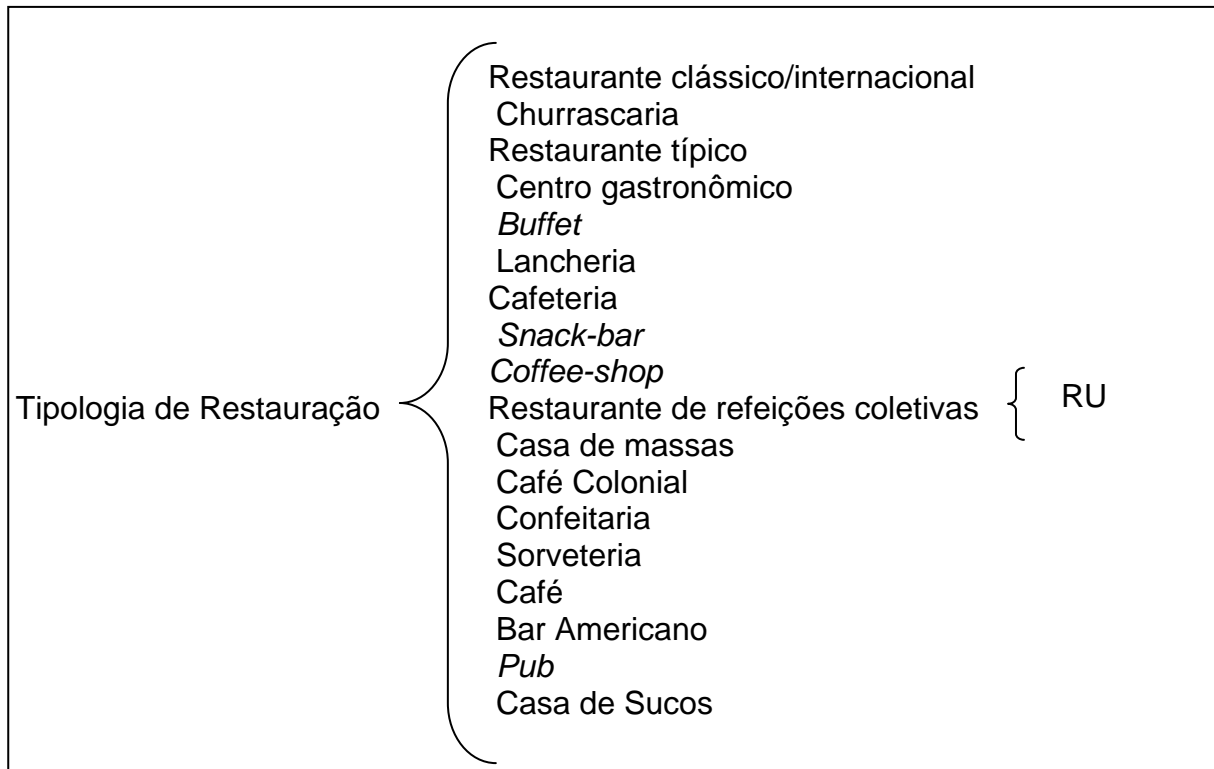 Restaurante clássico/internacional
Churrascaria
Restaurante típico
Centro gastronômico
Buffet
Lancheria
Cafeteria
Snack-bar
Coffee-shop
Tipologia de Restauração Restaurante de refeições coletivas RU
Casa de massas
Café Colonial
Confeitaria
Sorveteria
Café
Bar Americano
Pub
Casa de Sucos